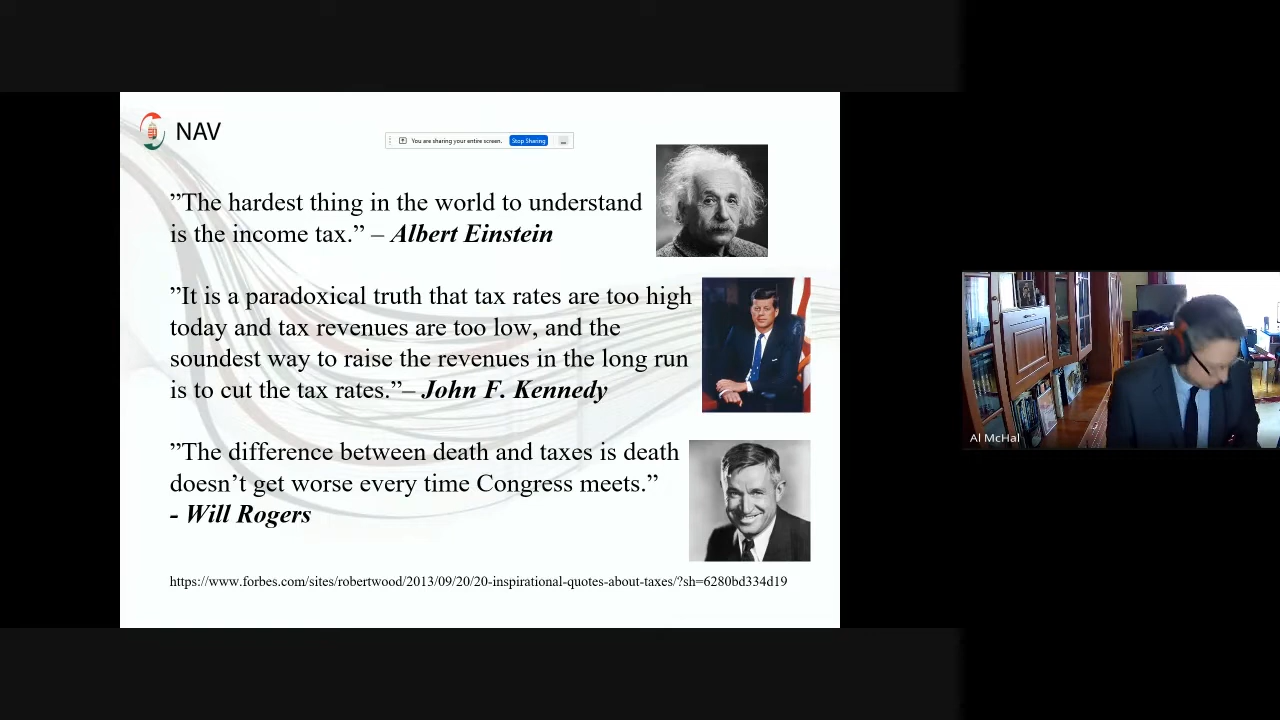 NAV
You are sharing your entire screen.
Stop Sharing
”The hardest thing in the world to understand
is the income tax.” – Albert Einstein
”It is a paradoxical truth that tax rates are too high
today and tax revenues are too low, and the
soundest way to raise the revenues in the long run
is to cut the tax rates.”– John F. Kennedy
”The difference between death and taxes is death
doesn’t get worse every time Congress meets.”
- Will Rogers
https://www.forbes.com/sites/robertwood/2013/09/20/20-inspirational-quotes-about-taxes/?sh=6280bd334d19
Al McHal